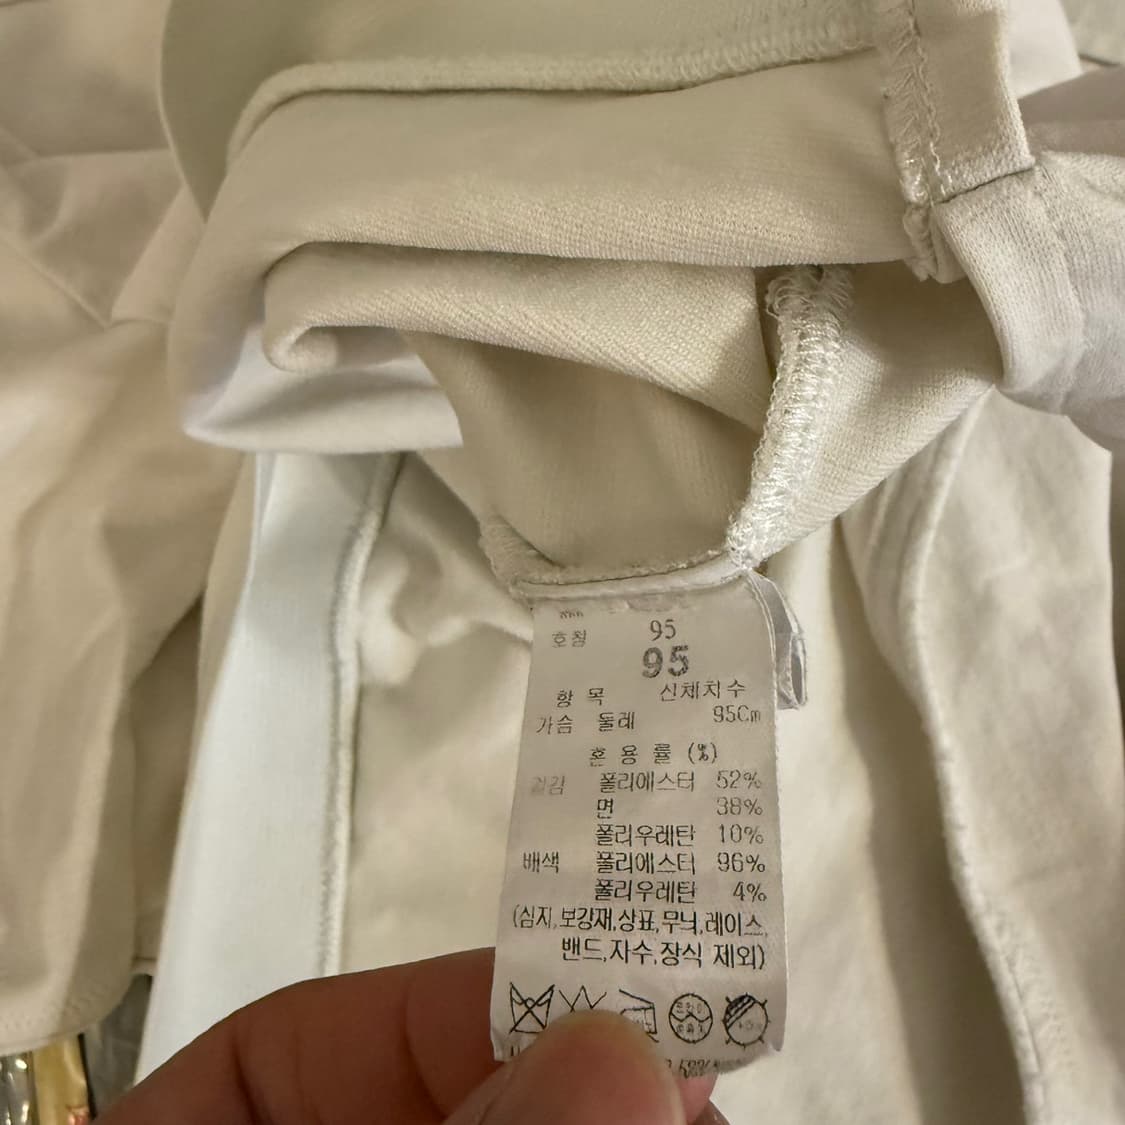 호칭 95
95
항 목 신체치수
가슴 둘레 95Cm
혼 용 률 (%)
겉감 폴리에스터 52%
면 38%
폴리우레탄 10%
배색 폴리에스터 96%
폴리우레탄 4%
(심지,보강재,상표,무늬,레이스,
밴드,자수,장식 제외)